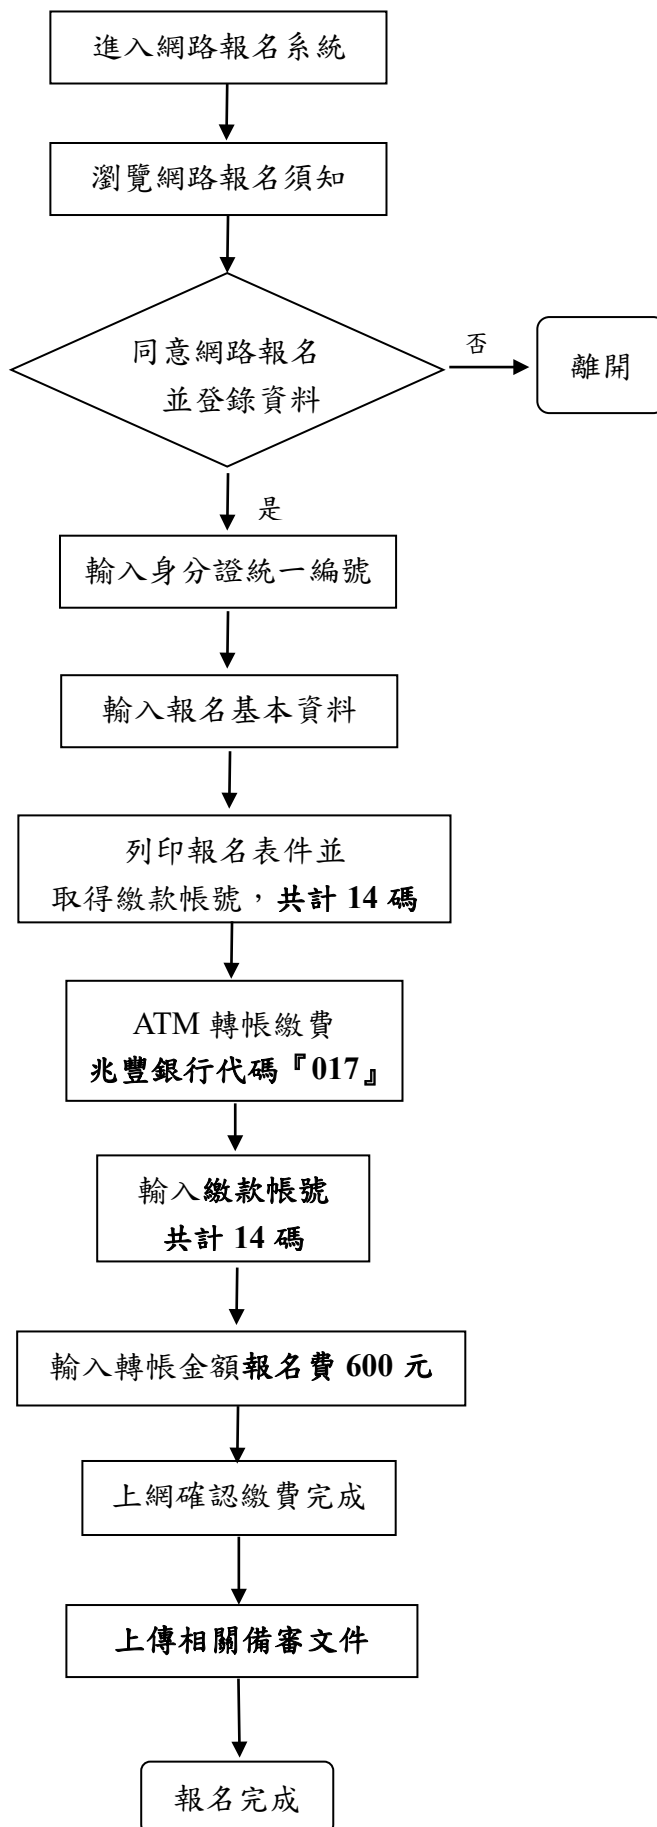 進入網路報名系統
瀏覽網路報名須知
同意網路報名
並登錄資料
否
離開
是
輸入身分證統一編號
輸入報名基本資料
列印報名表件並
取得繳款帳號，共計 14 碼
ATM 轉帳繳費
兆豐銀行代碼『017』
輸入繳款帳號
共計 14 碼
輸入轉帳金額報名費 600 元
上網確認繳費完成
上傳相關備審文件
報名完成